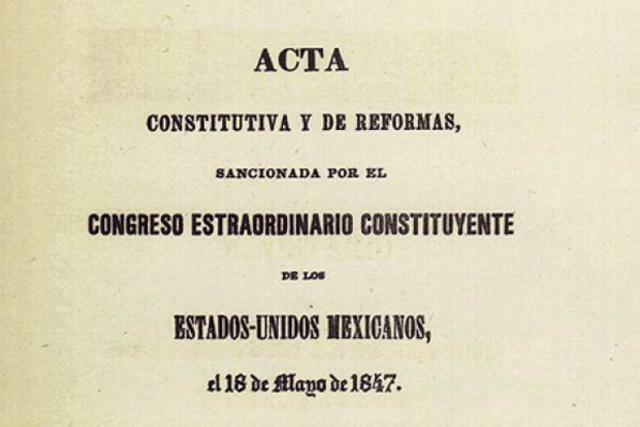 ACTA
CONSTITUTIVA Y DE REFORMAS,
SANCIONADA POR EL
CONGRESO ESTRAORDINARIO CONSTITUYENTE
DE LOS
ESTADOS-UNIDOS MEXICANOS,
el 18 de Mayo de 1847.